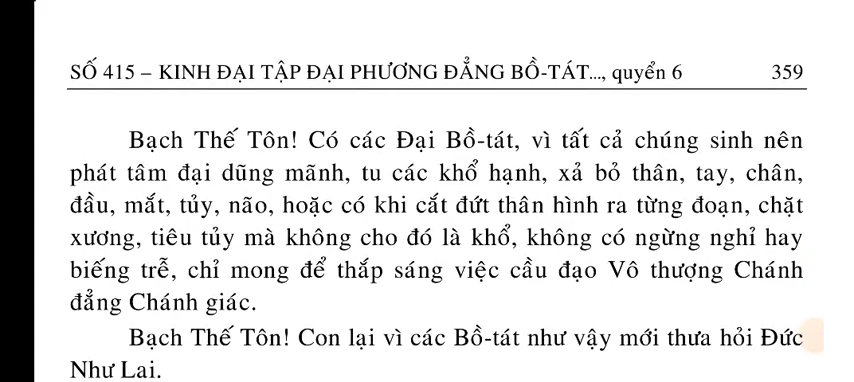 SỐ 415 – KINH ĐẠI TẬP ĐẠI PHƯƠNG ĐẲNG BỒ-TÁT..., quyển 6 359
Bạch Thế Tôn! Có các Đại Bồ-tát, vì tất cả chúng sinh nên
phát tâm đại dũng mãnh, tu các khổ hạnh, xả bỏ thân, tay, chân,
đầu, mắt, tủy, não, hoặc có khi cắt đứt thân hình ra từng đoạn, chặt
xương, tiêu tủy mà không cho đó là khổ, không có ngừng nghỉ hay
biếng trễ, chỉ mong để thắp sáng việc cầu đạo Vô thượng Chánh
đẳng Chánh giác.
Bạch Thế Tôn! Con lại vì các Bồ-tát như vậy mới thưa hỏi Đức
Như Lai.